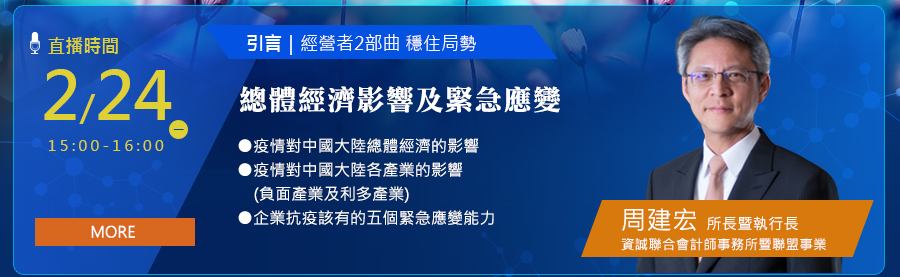 直播時間
2/24
一
15:00-16:00
MORE
引言 | 經營者2部曲 穩住局勢
總體經濟影響及緊急應變
●疫情對中國大陸總體經濟的影響
●疫情對中國大陸各產業的影響
(負面產業及利多產業)
●企業抗疫該有的五個緊急應變能力
周建宏 所長暨執行長
資誠聯合會計師事務所暨聯盟事業